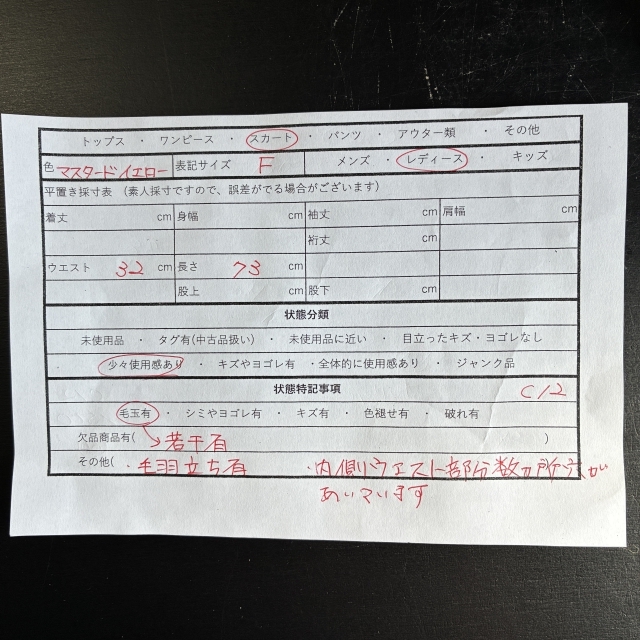 トップス ・ ワンピース ・ スカート ・ パンツ ・ アウター類 ・ その他
色 マスタードイエロー 表記サイズ F メンズ ・ レディース ・ キッズ
平置き採寸表 (素人採寸ですので、誤差がでる場合がございます)
着丈 cm 身幅 cm 袖丈 cm 肩幅 cm
裄丈 cm
ウエスト 32 cm 長さ 73 cm
股上 cm 股下 cm
状態分類
未使用品 ・ タグ有(中古品扱い) ・ 未使用品に近い ・ 目立ったキズ・ヨゴレなし
・ 少々使用感あり ・ キズやヨゴレ有 ・全体的に使用感あり ・ ジャンク品
状態特記事項 C12
毛玉有 ・ シミやヨゴレ有 ・ キズ有 ・ 色褪せ有 ・ 破れ有
欠品商品有( →若干有 )
その他( ・毛羽立ち有 ・内側ウエスト部分数カ所穴が
あいています